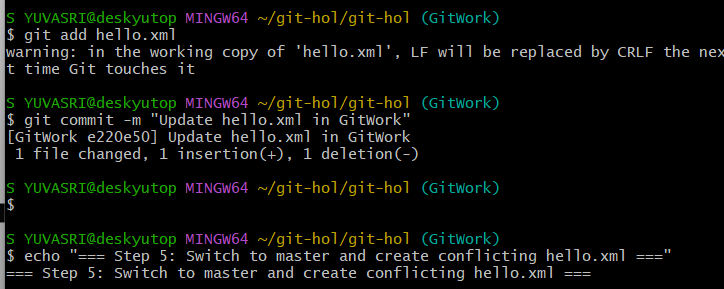 S YUVASRI@deskyutop MINGW64 ~/git-hol/git-hol (GitWork)
$ git add hello.xml
warning: in the working copy of 'hello.xml', LF will be replaced by CRLF the nex
t time Git touches it
S YUVASRI@deskyutop MINGW64 ~/git-hol/git-hol (GitWork)
$ git commit -m "Update hello.xml in GitWork"
[GitWork e220e50] Update hello.xml in GitWork
 1 file changed, 1 insertion(+), 1 deletion(-)
S YUVASRI@deskyutop MINGW64 ~/git-hol/git-hol (GitWork)
$
S YUVASRI@deskyutop MINGW64 ~/git-hol/git-hol (GitWork)
$ echo "=== Step 5: Switch to master and create conflicting hello.xml ==="
=== Step 5: Switch to master and create conflicting hello.xml ===